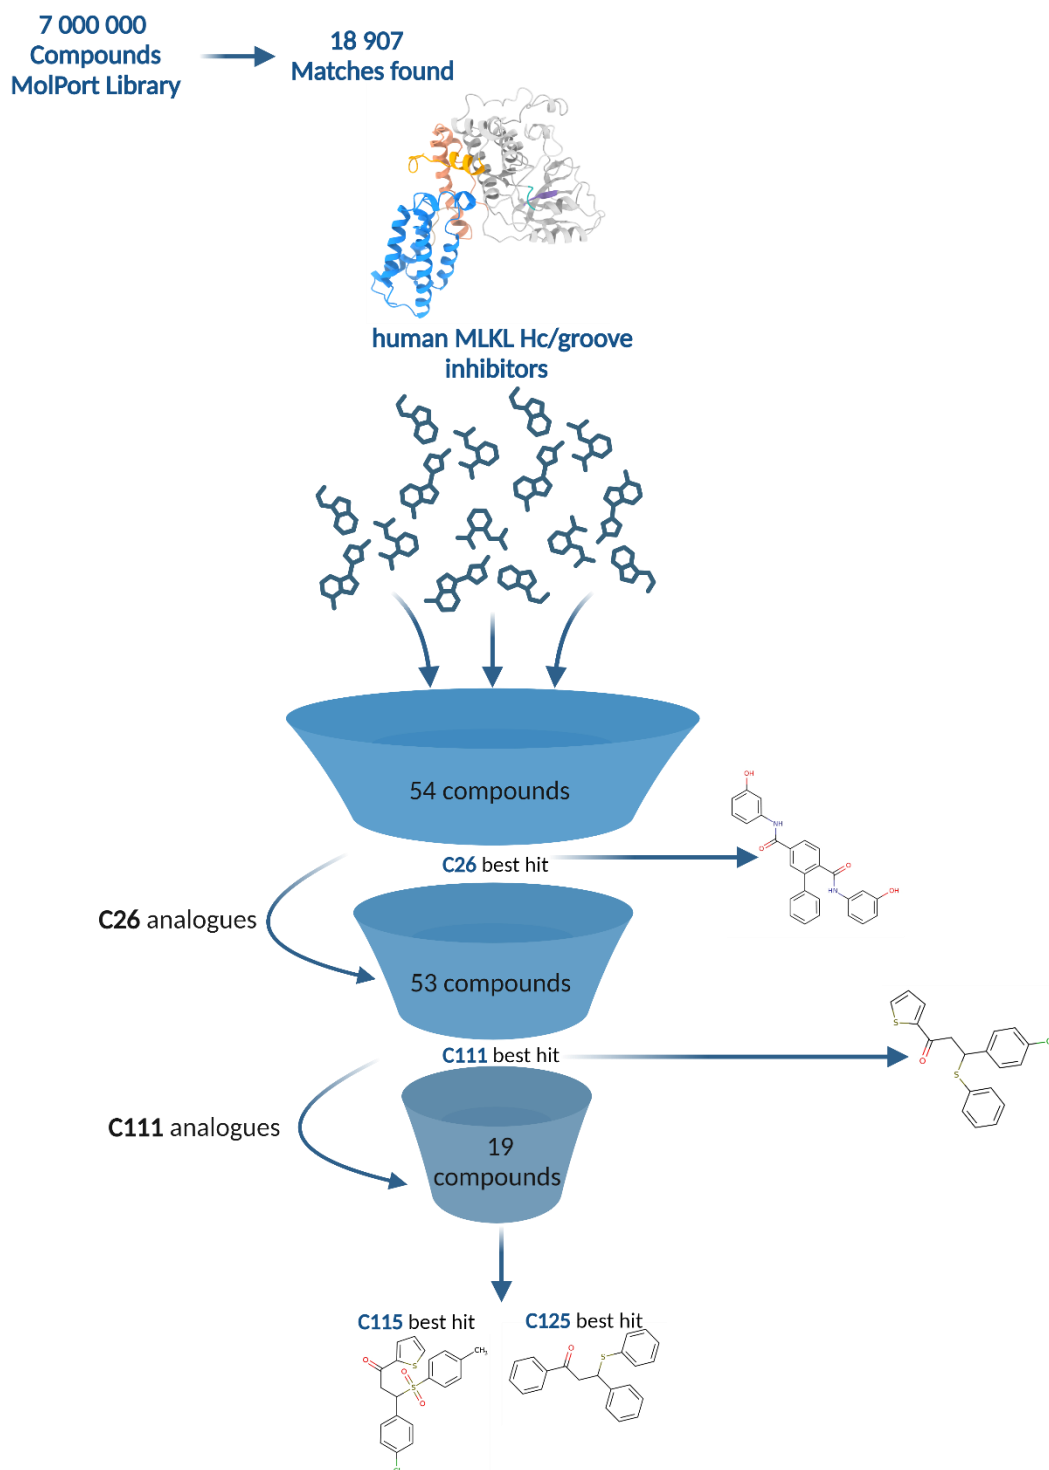 7 000 000
Compounds
MolPort Library
18 907
Matches found
human MLKL Hc/groove
inhibitors
54 compounds
C26 best hit
OH
NH
O
O
HN
OH
C26 analogues
53 compounds
C111 best hit
S
O
S
Cl
C111 analogues
19
compounds
C115 best hit
C125 best hit
O
S
O
S
O
CH3
Cl
O
S